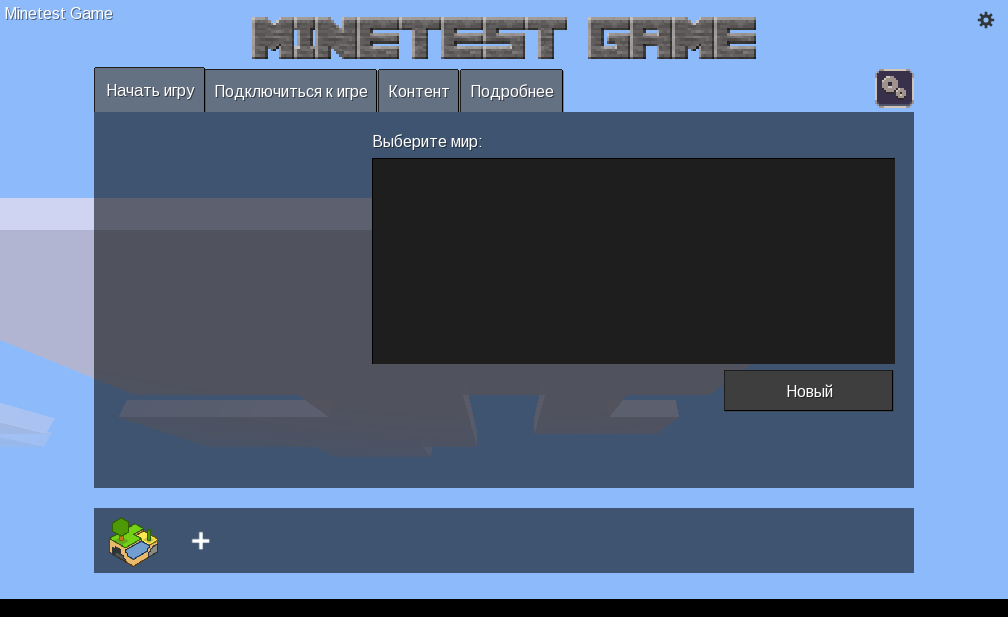 Minetest Game
MINETEST GAME
Начать игру
Подключиться к игре
Контент
Подробнее
Выберите мир:
Новый